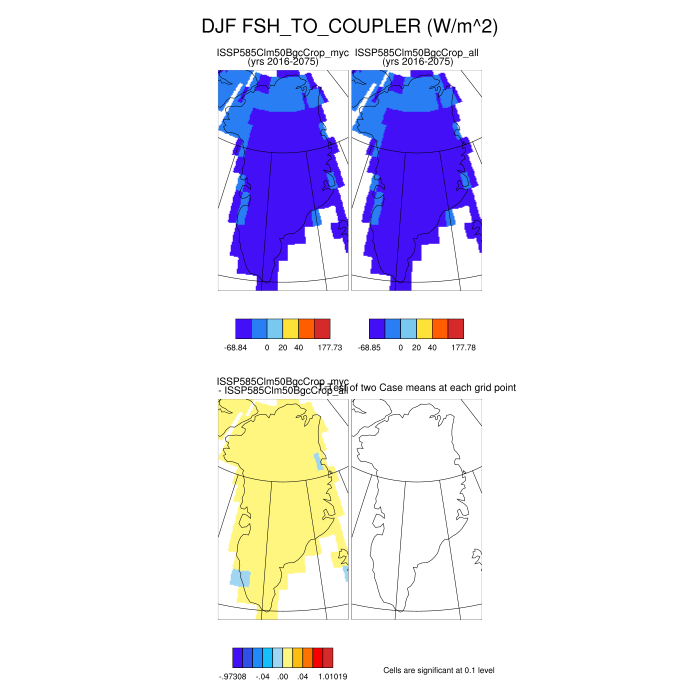 DJF FSH_TO_COUPLER (W/m^2)
ISSP585Clm50BgcCrop_myc
(yrs 2016-2075)
ISSP585Clm50BgcCrop_all
(yrs 2016-2075)
-68.84 0 20 40 177.73
-68.85 0 20 40 177.78
ISSP585Clm50BgcCrop_myc
- ISSP585Clm50BgcCrop_all
T-Test of two Case means at each grid point
-.97308 -.04 .00 .04 1.01019
Cells are significant at 0.1 level